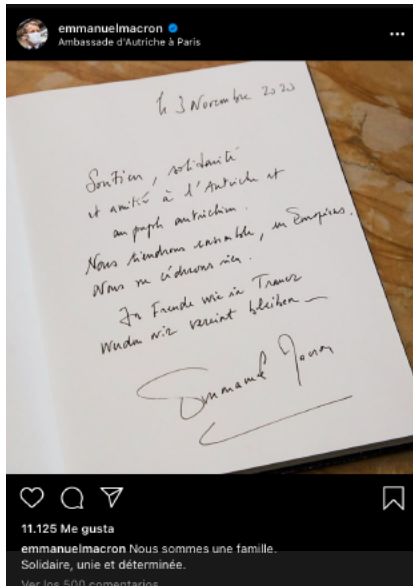 emmanuelmacron
Ambassade d'Autriche à Paris
le 3 Novembre 2020
Soutien, solidarité
et amitié à l'Autriche et
au peuple autrichien.
Nous tiendrons ensemble, en Européens.
Nous ne céderons rien.
In Freude wie in Trauer
werden wir vereint bleiben
Emmanuel Macron
11.125 Me gusta
emmanuelmacron Nous sommes une famille.
Solidaire, unie et déterminée.
Ver los 500 comentarios